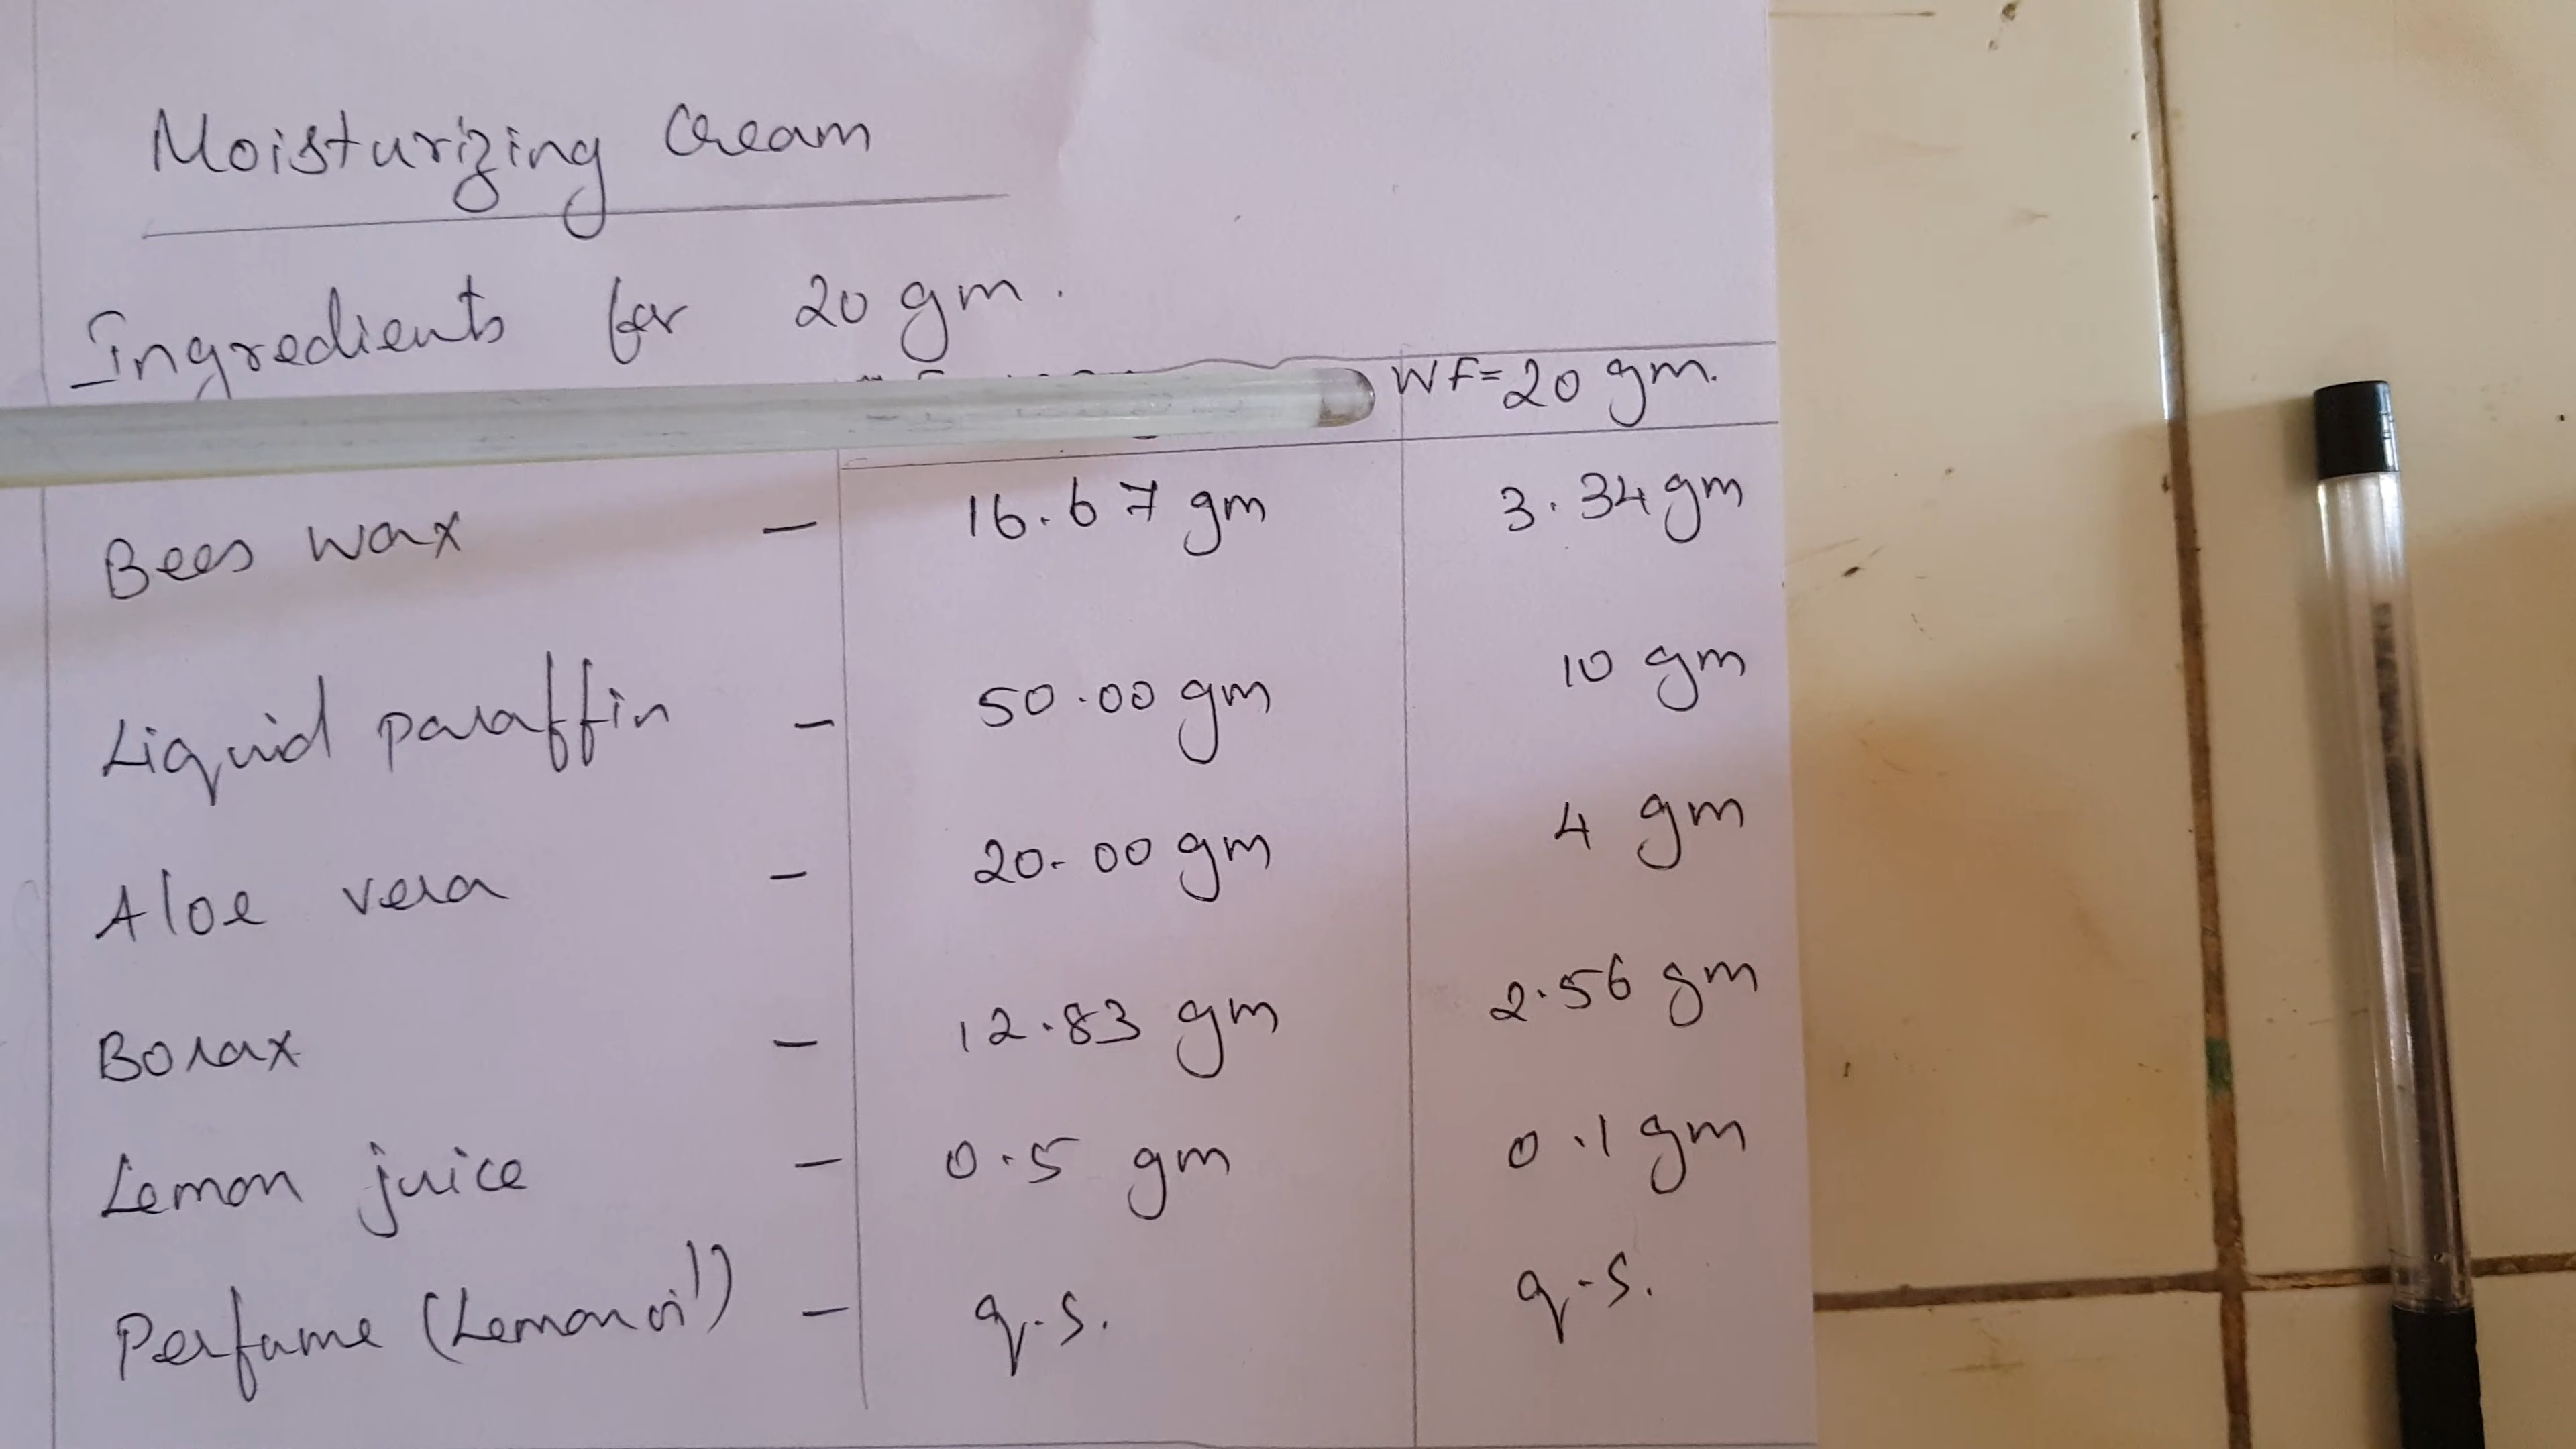 Moisturizing Cream
Ingredients for 20 gm.
WF=20 gm.
Bees wax - 16.67 gm 3.34 gm
Liquid paraffin - 50.00 gm 10 gm
Aloe vera - 20.00 gm 4 gm
Borax - 12.83 gm 2.56 gm
Lemon juice - 0.5 gm 0.1 gm
Perfume (Lemon oil) - q.s. q.s.